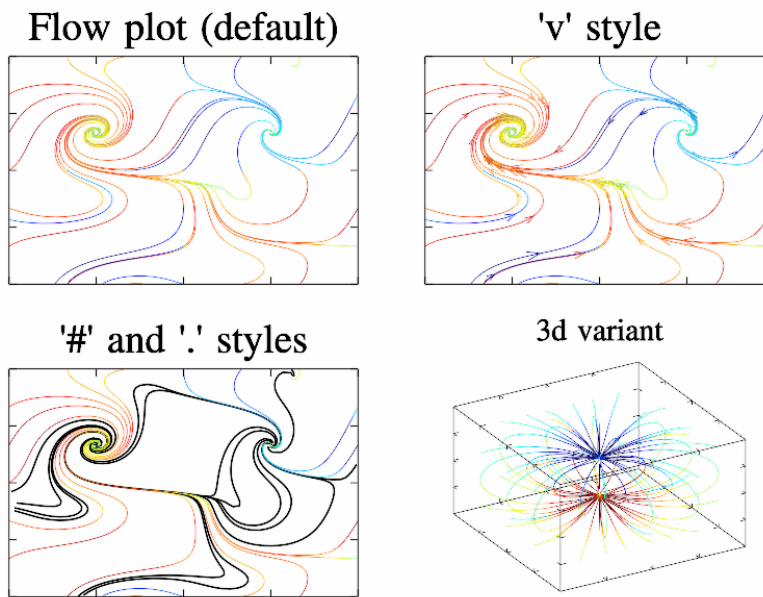 Flow plot (default)
'v' style
'#' and '.' styles
3d variant